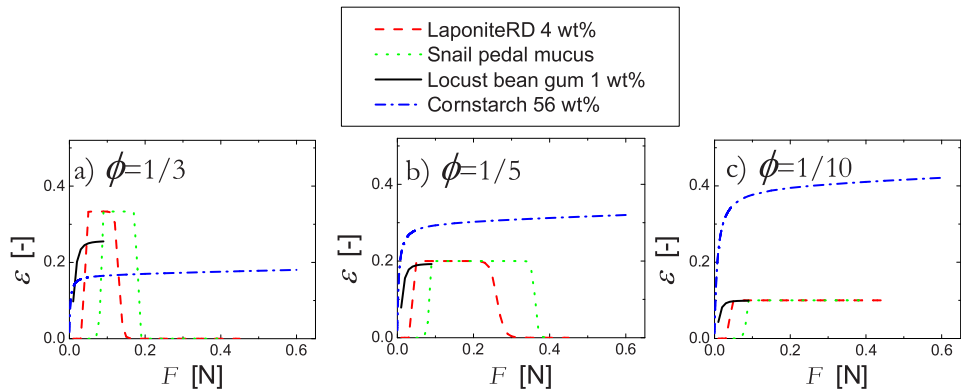 LaponiteRD 4 wt%
Snail pedal mucus
Locust bean gum 1 wt%
Cornstarch 56 wt%
a) ϕ=1/3
b) ϕ=1/5
c) ϕ=1/10
0.4
0.2
0.0
ε [-]
0.0 0.2 0.4 0.6
F [N]
0.4
0.2
0.0
ε [-]
0.0 0.2 0.4 0.6
F [N]
0.4
0.2
0.0
ε [-]
0.0 0.2 0.4 0.6
F [N]